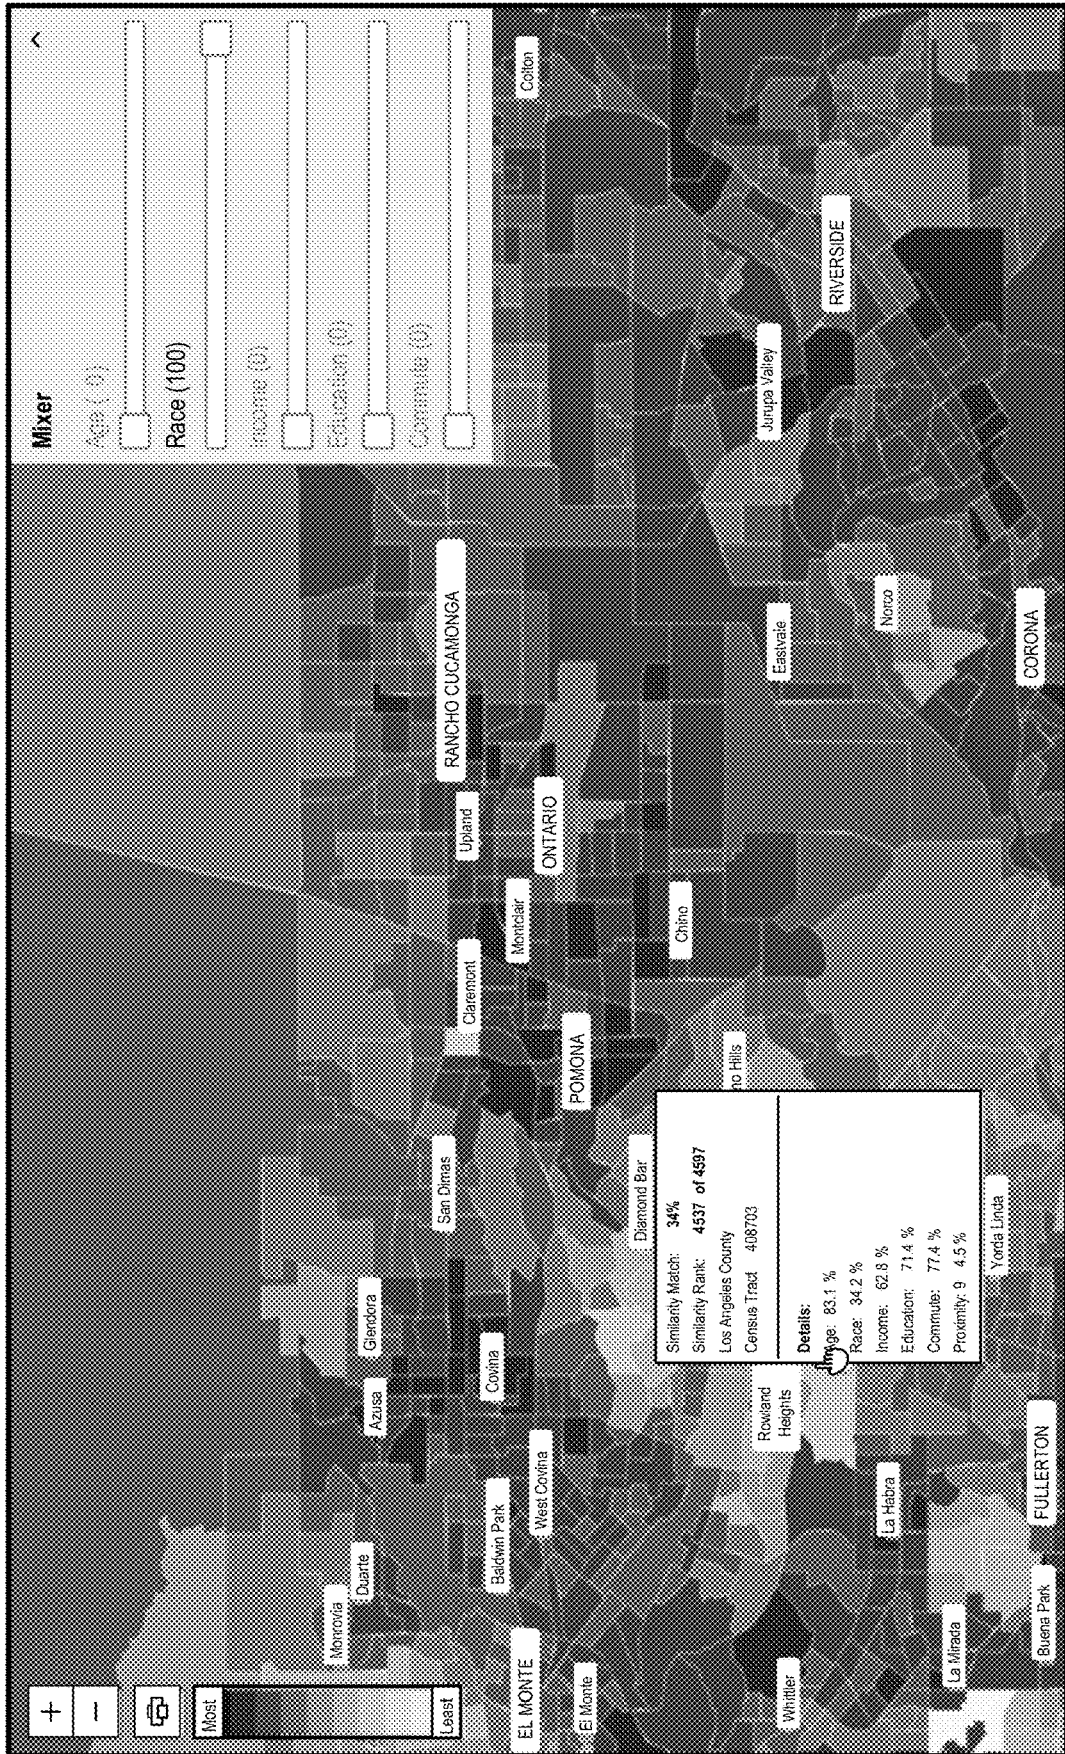 Mixer
Age ( 0)
Race (100)
Income (0)
Education (0)
Commute (0)
+
−
Most
Least
Monrovia
Duarte
Azusa
Glendora
San Dimas
Claremont
Upland
RANCHO CUCAMONGA
Colton
EL MONTE
Baldwin Park
West Covina
Covina
Montclair
ONTARIO
El Monte
POMONA
Diamond Bar
Chino
no Hills
Rowland
Heights
Whittier
La Habra
La Mirada
Buena Park
FULLERTON
Yorda Linda
Eastvale
Jurupa Valley
RIVERSIDE
Norco
CORONA
Similarity Match: 34%
Similarity Rank: 4537 of 4597
Los Angeles County
Census Tract 408703
Details:
Age: 83.1 %
Race: 34.2 %
Income: 62.8 %
Education: 71.4 %
Commute: 77.4 %
Proximity: 9 4.5 %